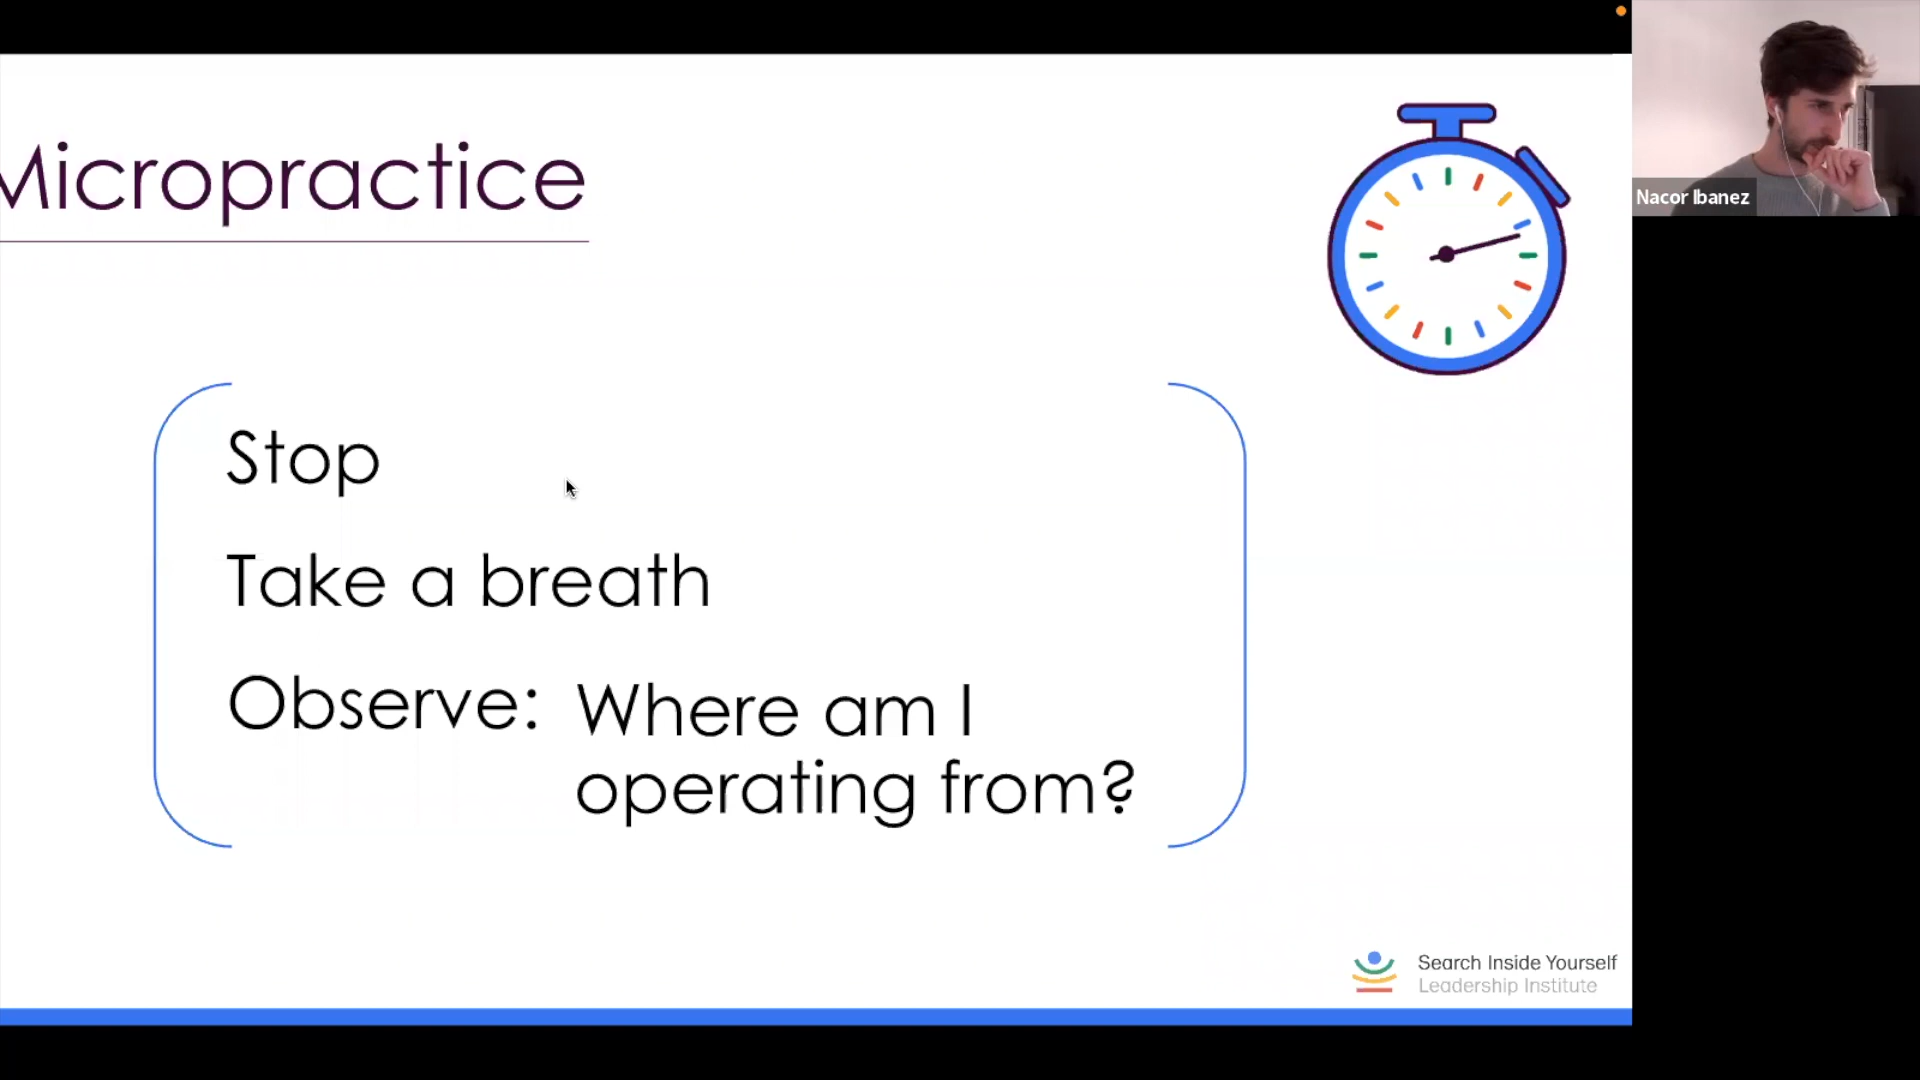 Micropractice
Stop
Take a breath
Observe: Where am I
operating from?
Search Inside Yourself
Leadership Institute
Nacor Ibanez